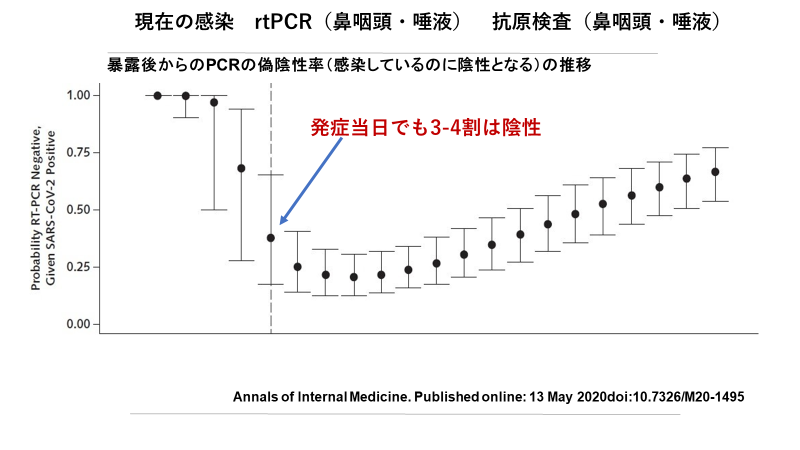 現在の感染　rtPCR（鼻咽頭・唾液）　抗原検査（鼻咽頭・唾液）
暴露後からのPCRの偽陰性率（感染しているのに陰性となる）の推移
発症当日でも3-4割は陰性
Probability RT-PCR Negative,
Given SARS-CoV-2 Positive
1.00
0.75
0.50
0.25
0.00
Annals of Internal Medicine. Published online: 13 May 2020doi:10.7326/M20-1495